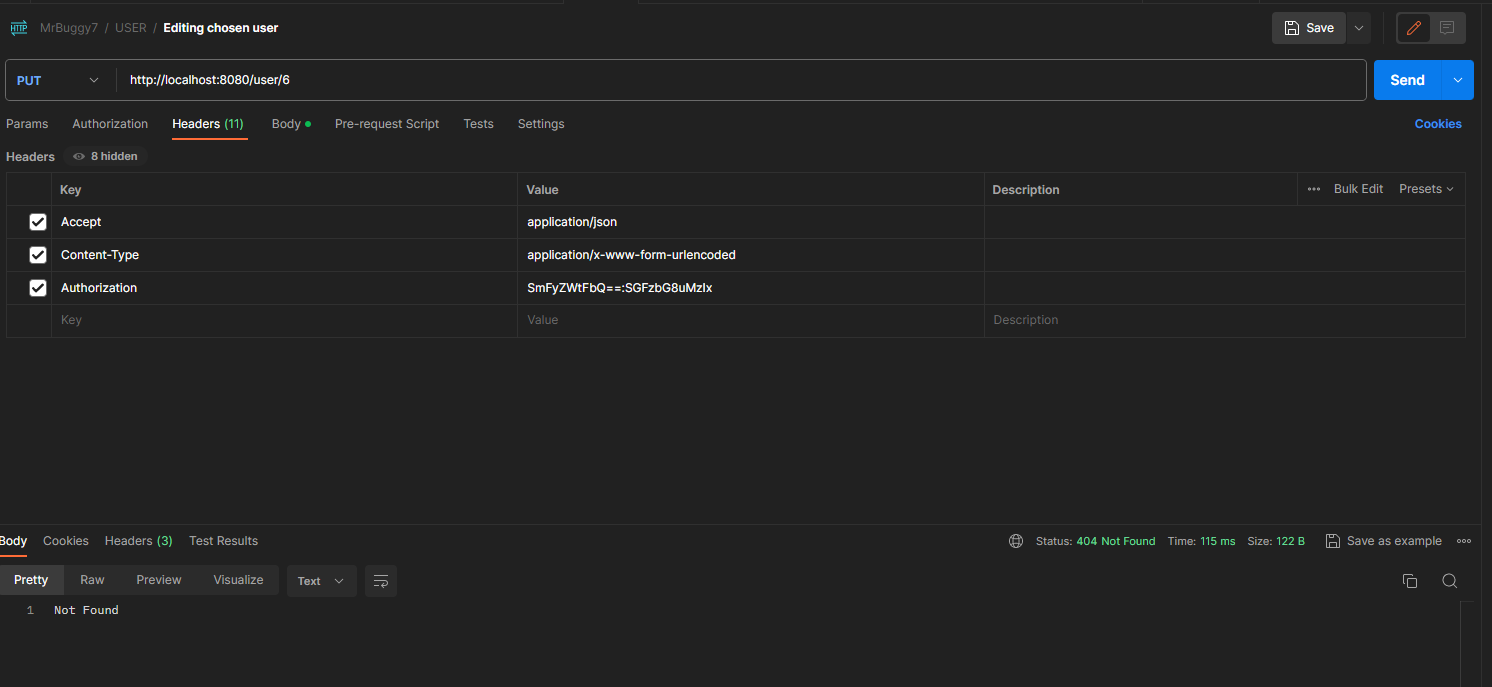 HTTP MrBuggy7 / USER / Editing chosen user Save
PUT http://localhost:8080/user/6 Send
Params Authorization Headers (11) Body Pre-request Script Tests Settings Cookies
Headers 8 hidden
Key Value Description ••• Bulk Edit Presets
Accept application/json
Content-Type application/x-www-form-urlencoded
Authorization SmFyZWtFbQ==:SGFzbG8uMzIx
Key Value Description
Body Cookies Headers (3) Test Results Status: 404 Not Found Time: 115 ms Size: 122 B Save as example
Pretty Raw Preview Visualize Text
1 Not Found